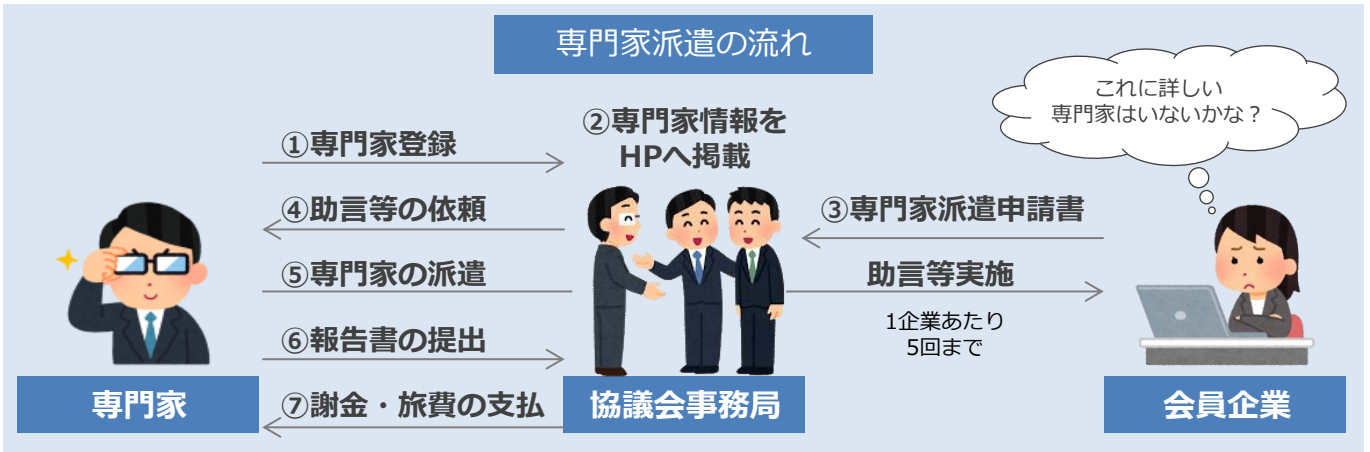 専門家派遣の流れ
これに詳しい
専門家はいないかな？
①専門家登録
②専門家情報を
HPへ掲載
④助言等の依頼
③専門家派遣申請書
⑤専門家の派遣
助言等実施
1企業あたり
5回まで
⑥報告書の提出
⑦謝金・旅費の支払
専門家
協議会事務局
会員企業